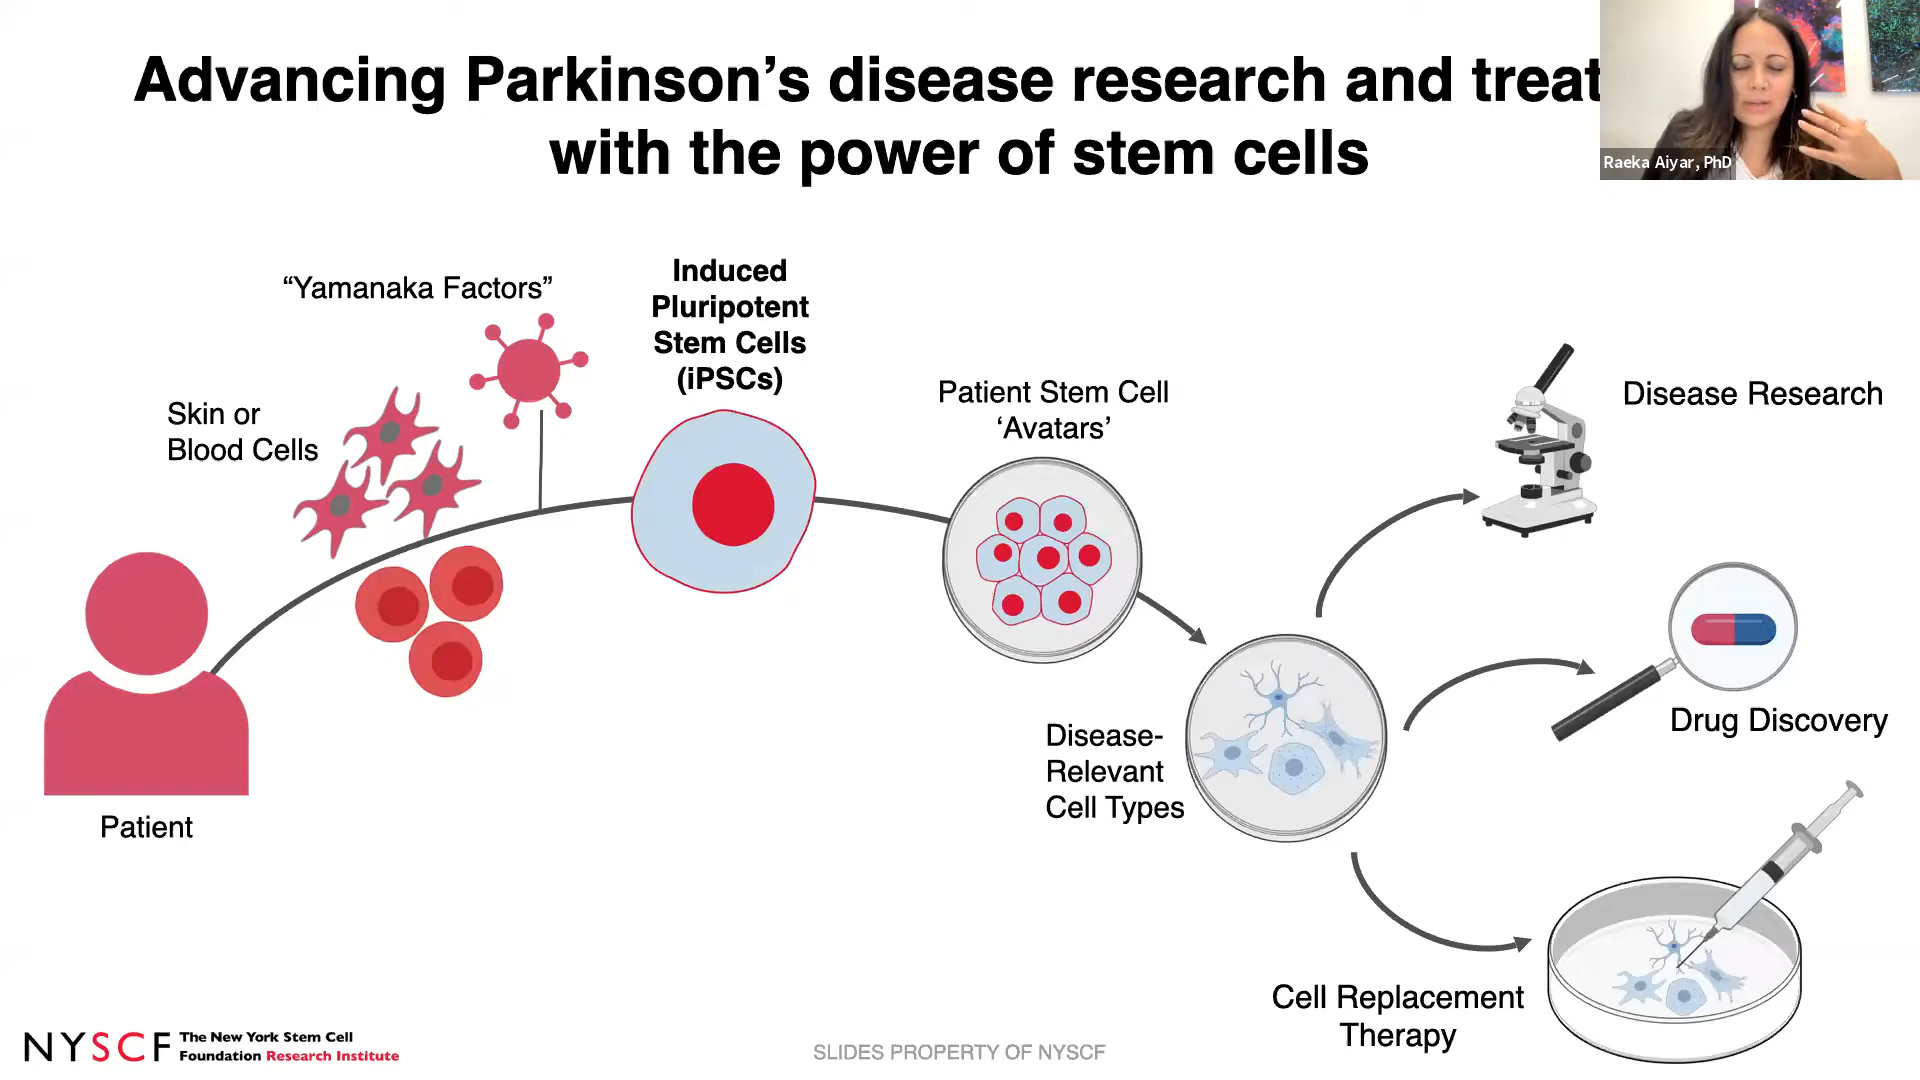 Advancing Parkinson’s disease research and treat
with the power of stem cells
Raeka Aiyar, PhD
“Yamanaka Factors”
Induced
Pluripotent
Stem Cells
(iPSCs)
Skin or
Blood Cells
Patient Stem Cell
‘Avatars’
Disease Research
Patient
Disease-
Relevant
Cell Types
Drug Discovery
Cell Replacement
Therapy
NYSCF
The New York Stem Cell
Foundation Research Institute
SLIDES PROPERTY OF NYSCF